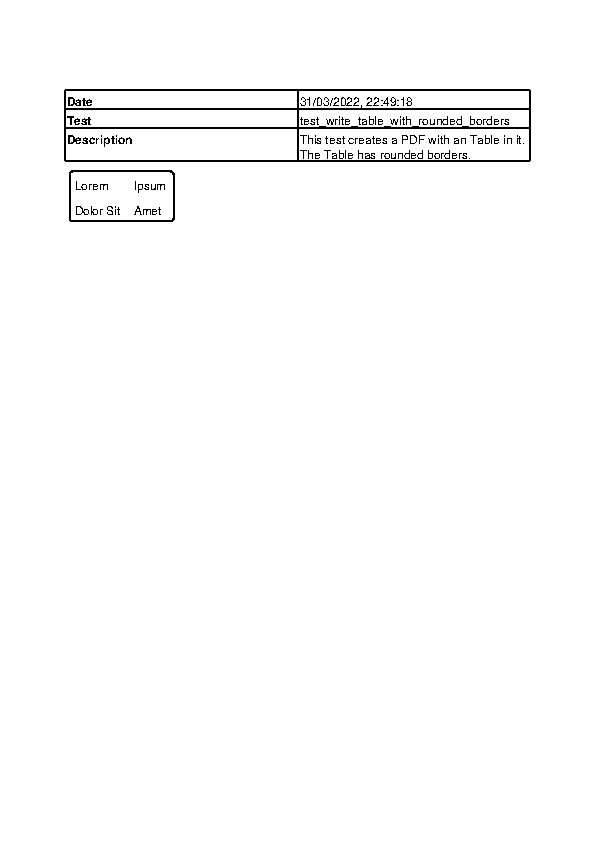 Date 31/03/2022, 22:49:18
Test test_write_table_with_rounded_borders
Description This test creates a PDF with an Table in it.
The Table has rounded borders.
Lorem Ipsum
Dolor Sit Amet